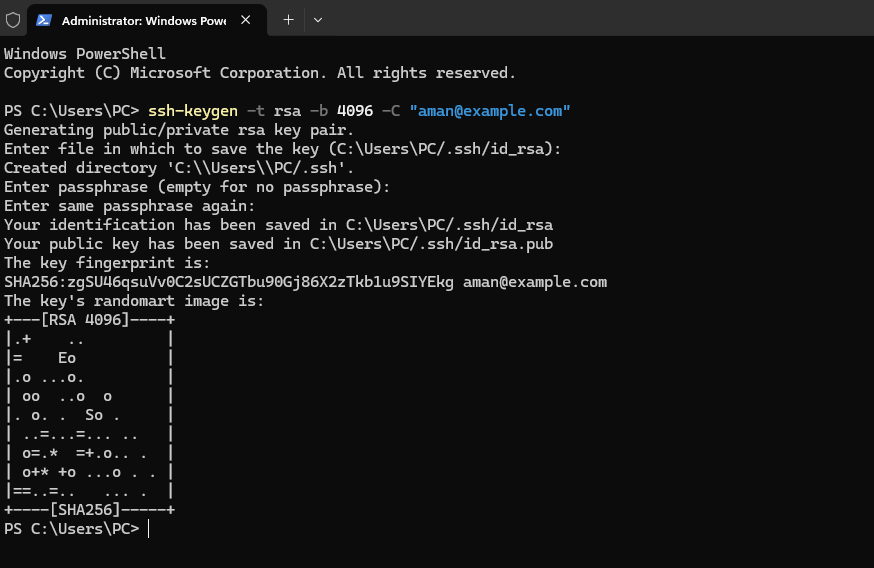 Administrator: Windows Powe
Windows PowerShell
Copyright (C) Microsoft Corporation. All rights reserved.
PS C:\Users\PC> ssh-keygen -t rsa -b 4096 -C "aman@example.com"
Generating public/private rsa key pair.
Enter file in which to save the key (C:\Users\PC/.ssh/id_rsa):
Created directory 'C:\\Users\\PC/.ssh'.
Enter passphrase (empty for no passphrase):
Enter same passphrase again:
Your identification has been saved in C:\Users\PC/.ssh/id_rsa
Your public key has been saved in C:\Users\PC/.ssh/id_rsa.pub
The key fingerprint is:
SHA256:zgSU46qsuVv0C2sUCZGTbu90Gj86X2zTkb1u9SIYEkg aman@example.com
The key's randomart image is:
+---[RSA 4096]----+
|.+    ..         |
|=    Eo          |
|.o ...o.         |
| oo  ..o  o      |
|. o. .  So .     |
| ..=...=... ..   |
| o=.*  =+.o.. .  |
| o+* +o ...o . . |
|==..=..   ... .  |
+----[SHA256]-----+
PS C:\Users\PC>